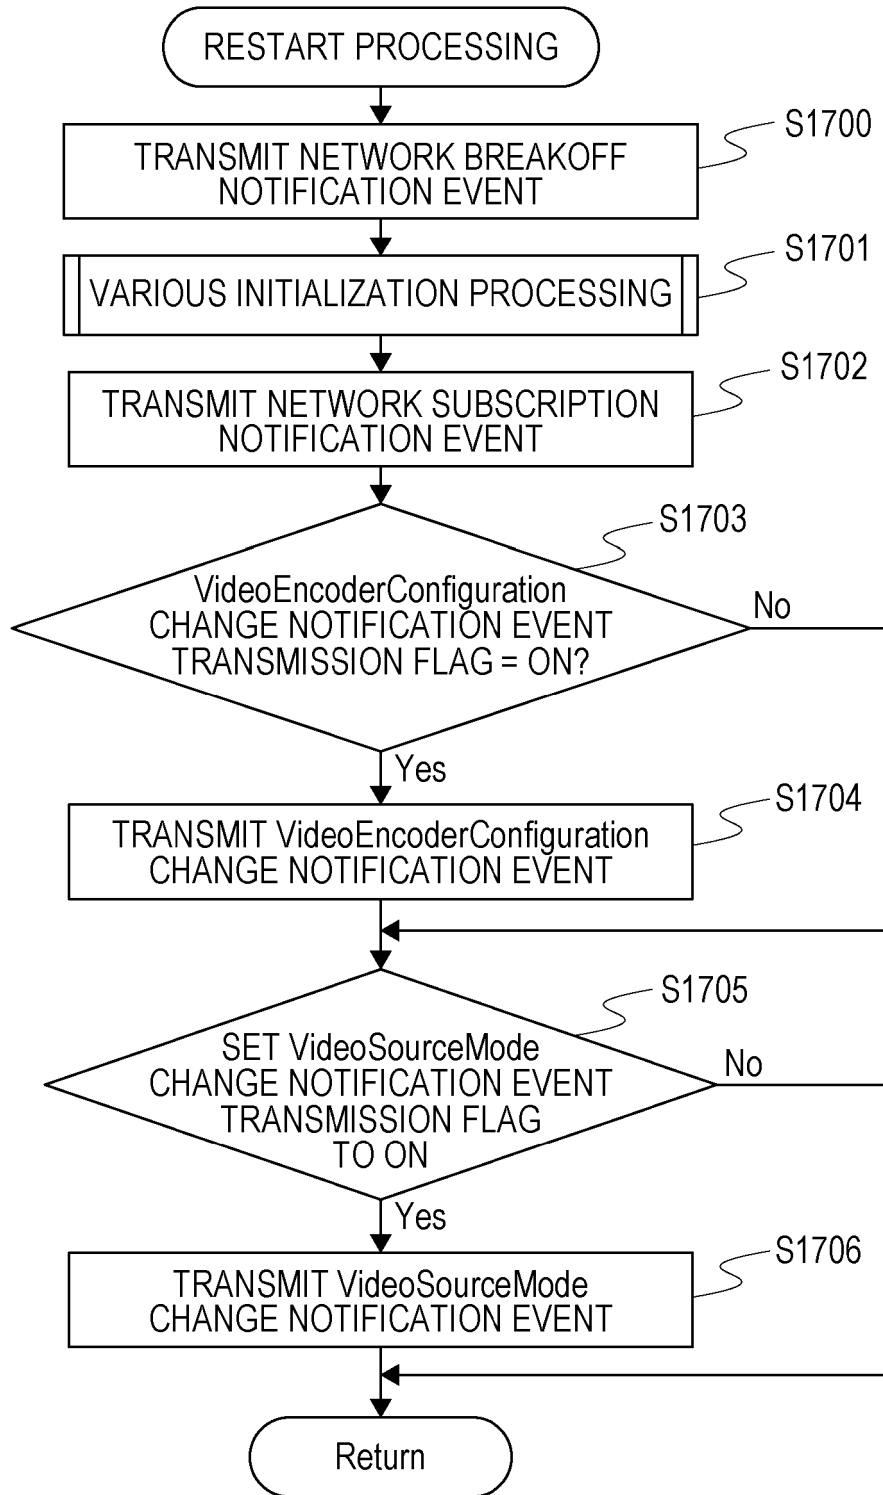 RESTART PROCESSING
S1700
TRANSMIT NETWORK BREAKOFF
NOTIFICATION EVENT
S1701
VARIOUS INITIALIZATION PROCESSING
S1702
TRANSMIT NETWORK SUBSCRIPTION
NOTIFICATION EVENT
S1703
VideoEncoderConfiguration
CHANGE NOTIFICATION EVENT
TRANSMISSION FLAG = ON?
No
Yes
S1704
TRANSMIT VideoEncoderConfiguration
CHANGE NOTIFICATION EVENT
S1705
SET VideoSourceMode
CHANGE NOTIFICATION EVENT
TRANSMISSION FLAG
TO ON
No
Yes
S1706
TRANSMIT VideoSourceMode
CHANGE NOTIFICATION EVENT
Return